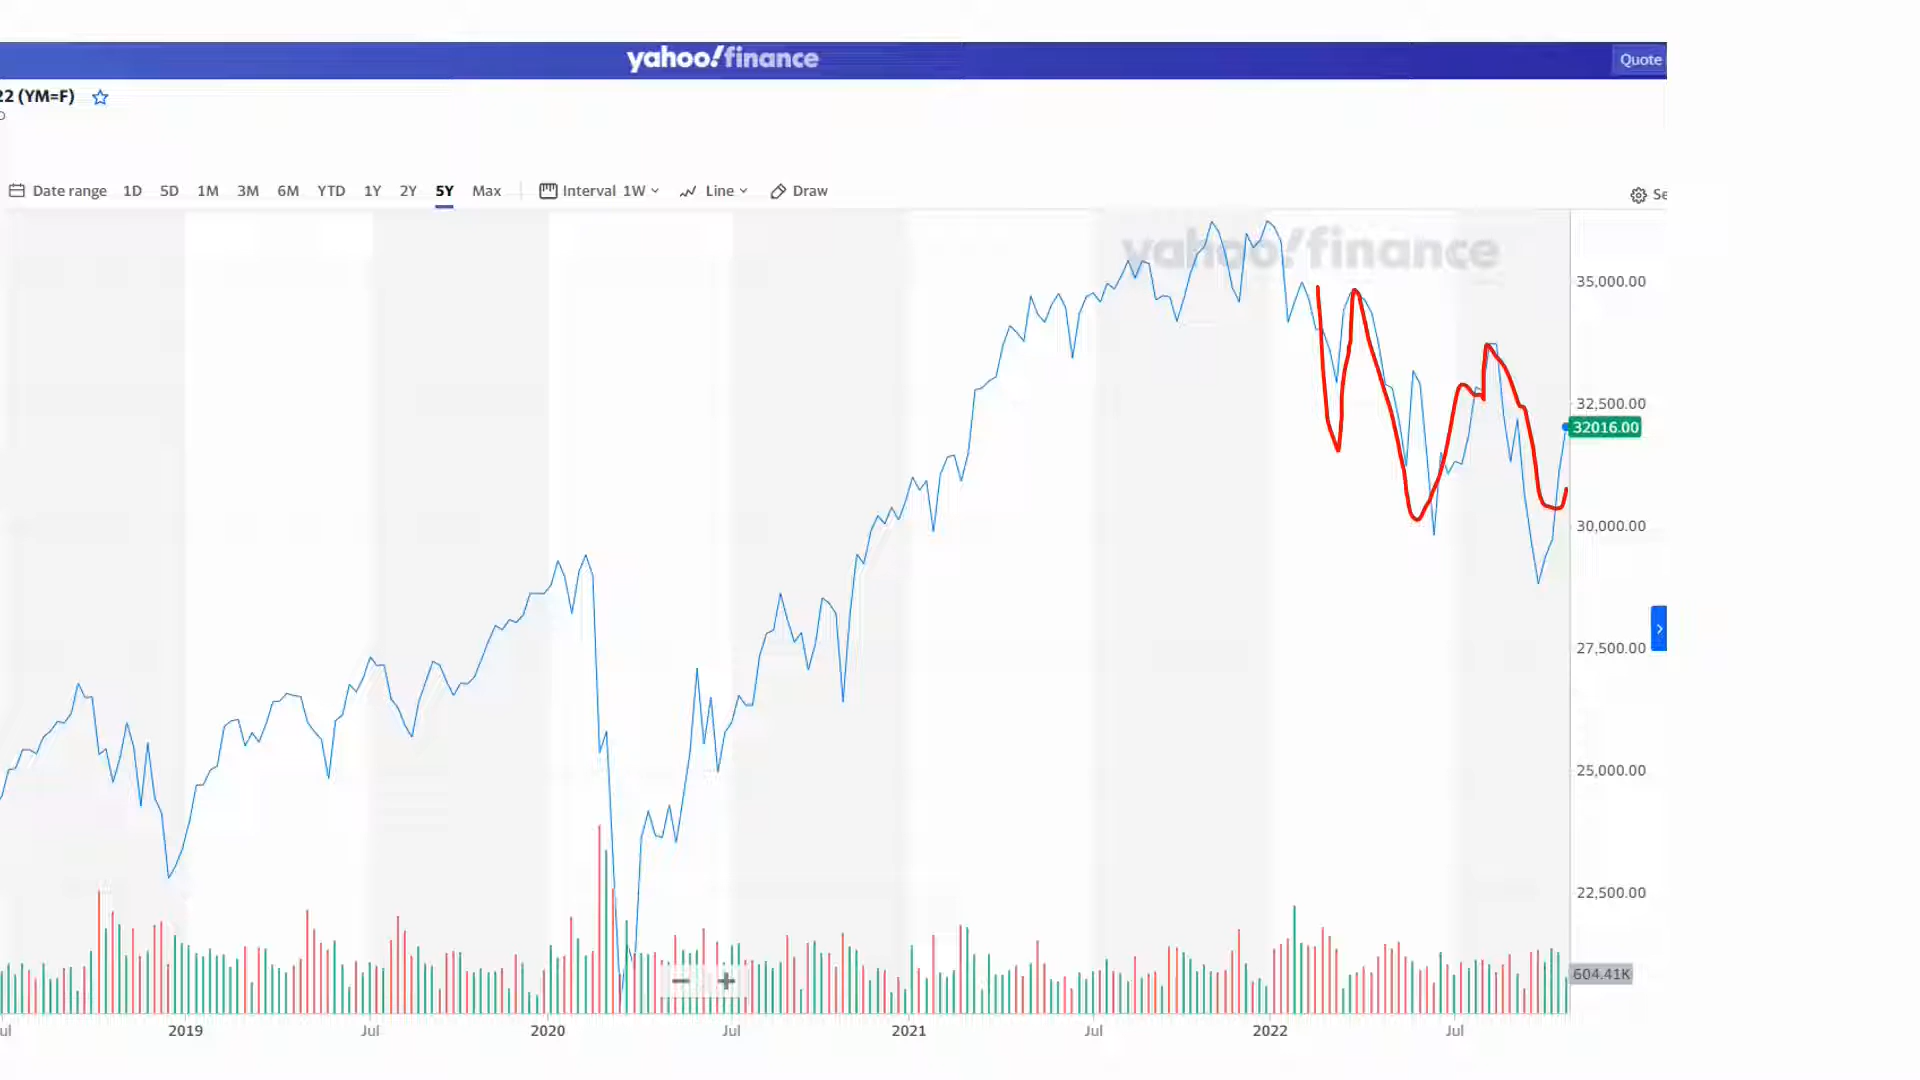 yahoo!finance
Quote
22 (YM=F)
Date range 1D 5D 1M 3M 6M YTD 1Y 2Y 5Y Max Interval 1W Line Draw
yahoo!finance
35,000.00
32,500.00
32016.00
30,000.00
27,500.00
25,000.00
22,500.00
604.41K
2019 Jul 2020 Jul 2021 Jul 2022 Jul